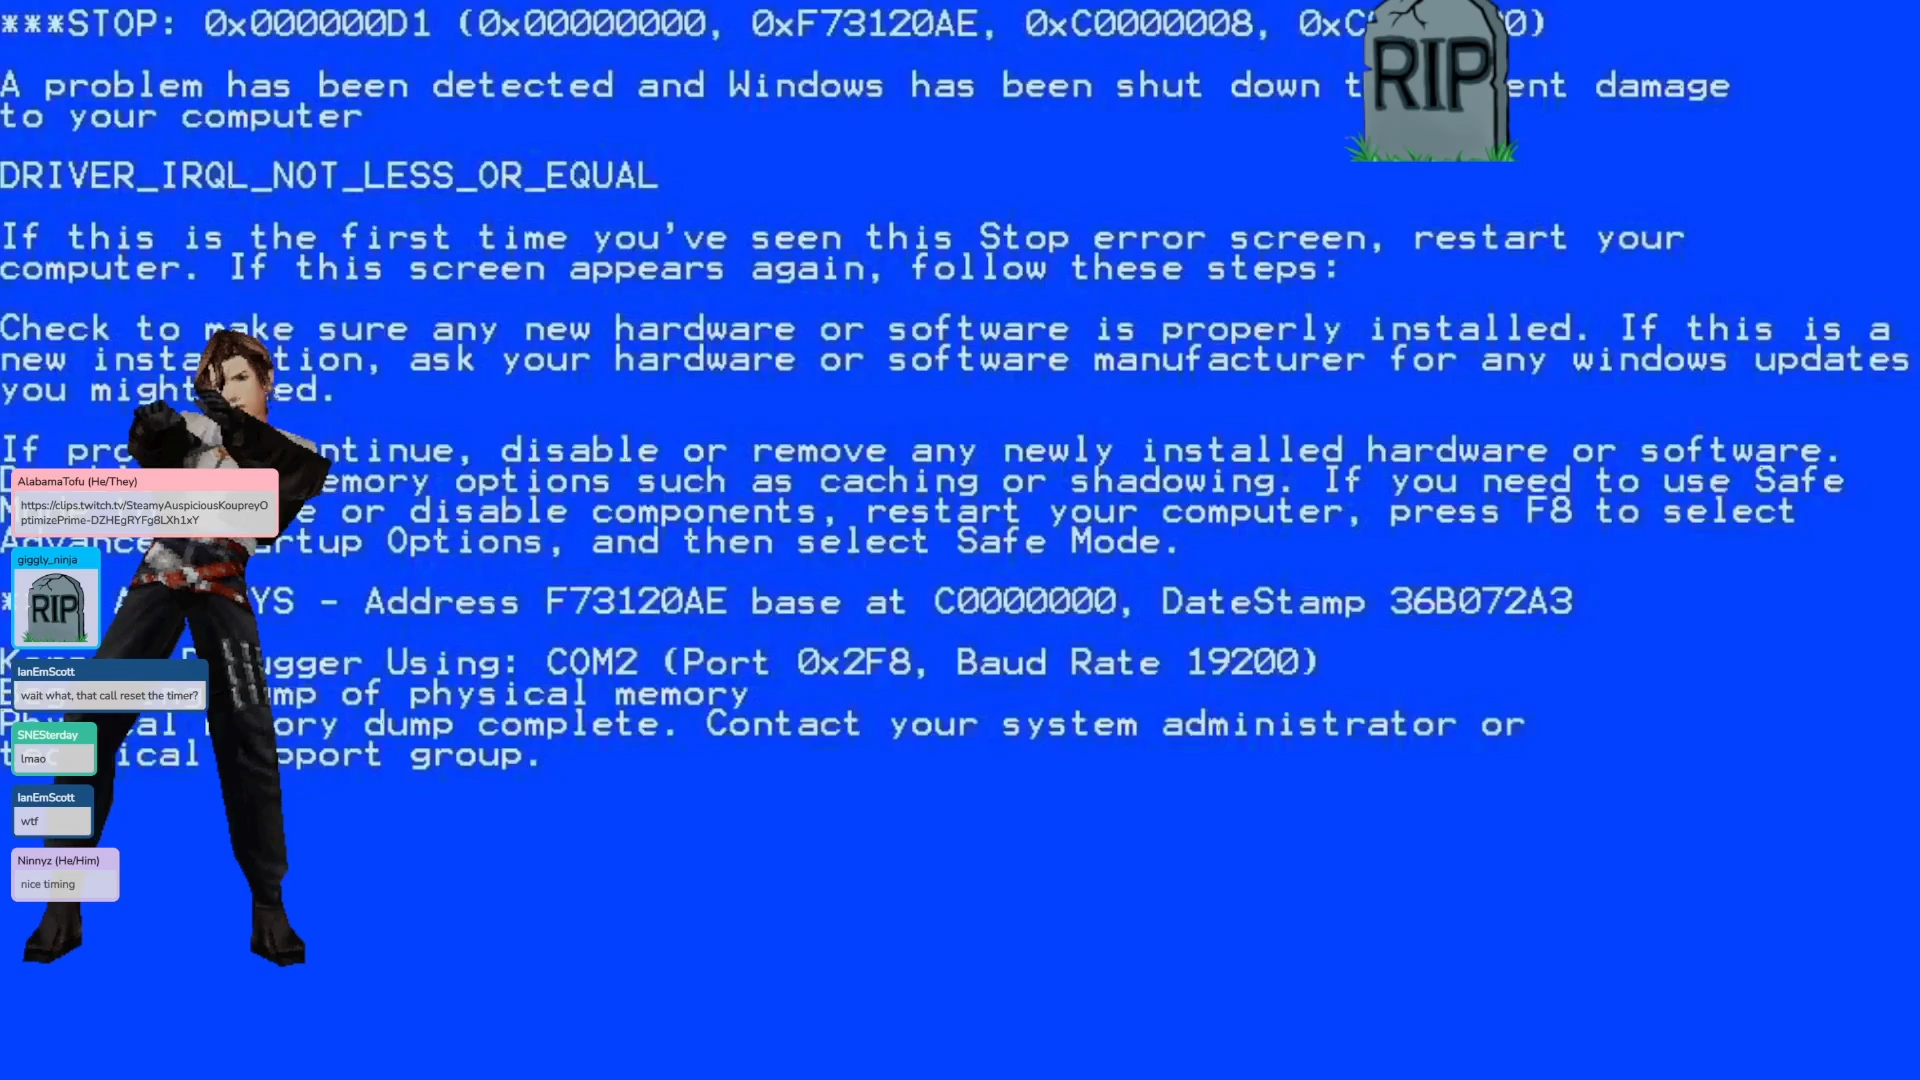 ***STOP: 0x000000D1 (0x00000000, 0xF73120AE, 0xC0000008, 0xC 0)
RIP
A problem has been detected and Windows has been shut down ent damage
to your computer
DRIVER_IRQL_NOT_LESS_OR_EQUAL
If this is the first time you've seen this Stop error screen, restart your
computer. If this screen appears again, follow these steps:
Check to make sure any new hardware or software is properly installed. If this is a
new insta tion, ask your hardware or software manufacturer for any windows updates
you might ed.
If pro ntinue, disable or remove any newly installed hardware or software.
emory options such as caching or shadowing. If you need to use Safe
e or disable components, restart your computer, press F8 to select
Advance rtup Options, and then select Safe Mode.
YS - Address F73120AE base at C0000000, DateStamp 36B072A3
ugger Using: COM2 (Port 0x2F8, Baud Rate 19200)
mp of physical memory
ory dump complete. Contact your system administrator or
ical pport group.
AlabamaTofu (He/They)
https://clips.twitch.tv/SteamyAuspiciousKoupreyO
ptimizePrime-DZHEgRYFg8LXh1xY
giggly_ninja
RIP
IanEmScott
wait what, that call reset the timer?
SNESterday
lmao
IanEmScott
wtf
Ninnyz (He/Him)
nice timing